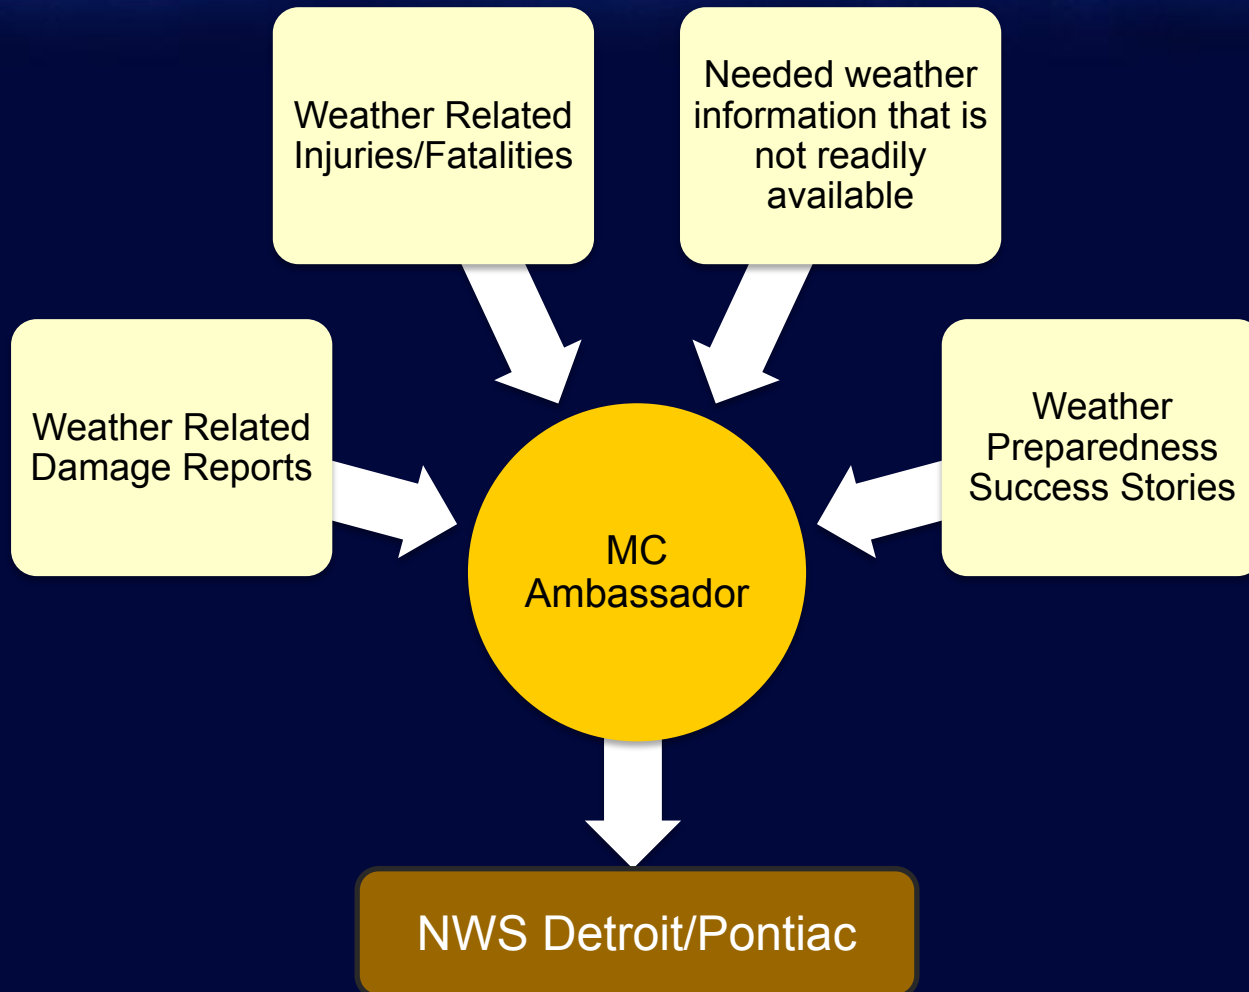 Weather Related
Injuries/Fatalities
Needed weather
information that is
not readily
available
Weather Related
Damage Reports
Weather
Preparedness
Success Stories
MC
Ambassador
NWS Detroit/Pontiac